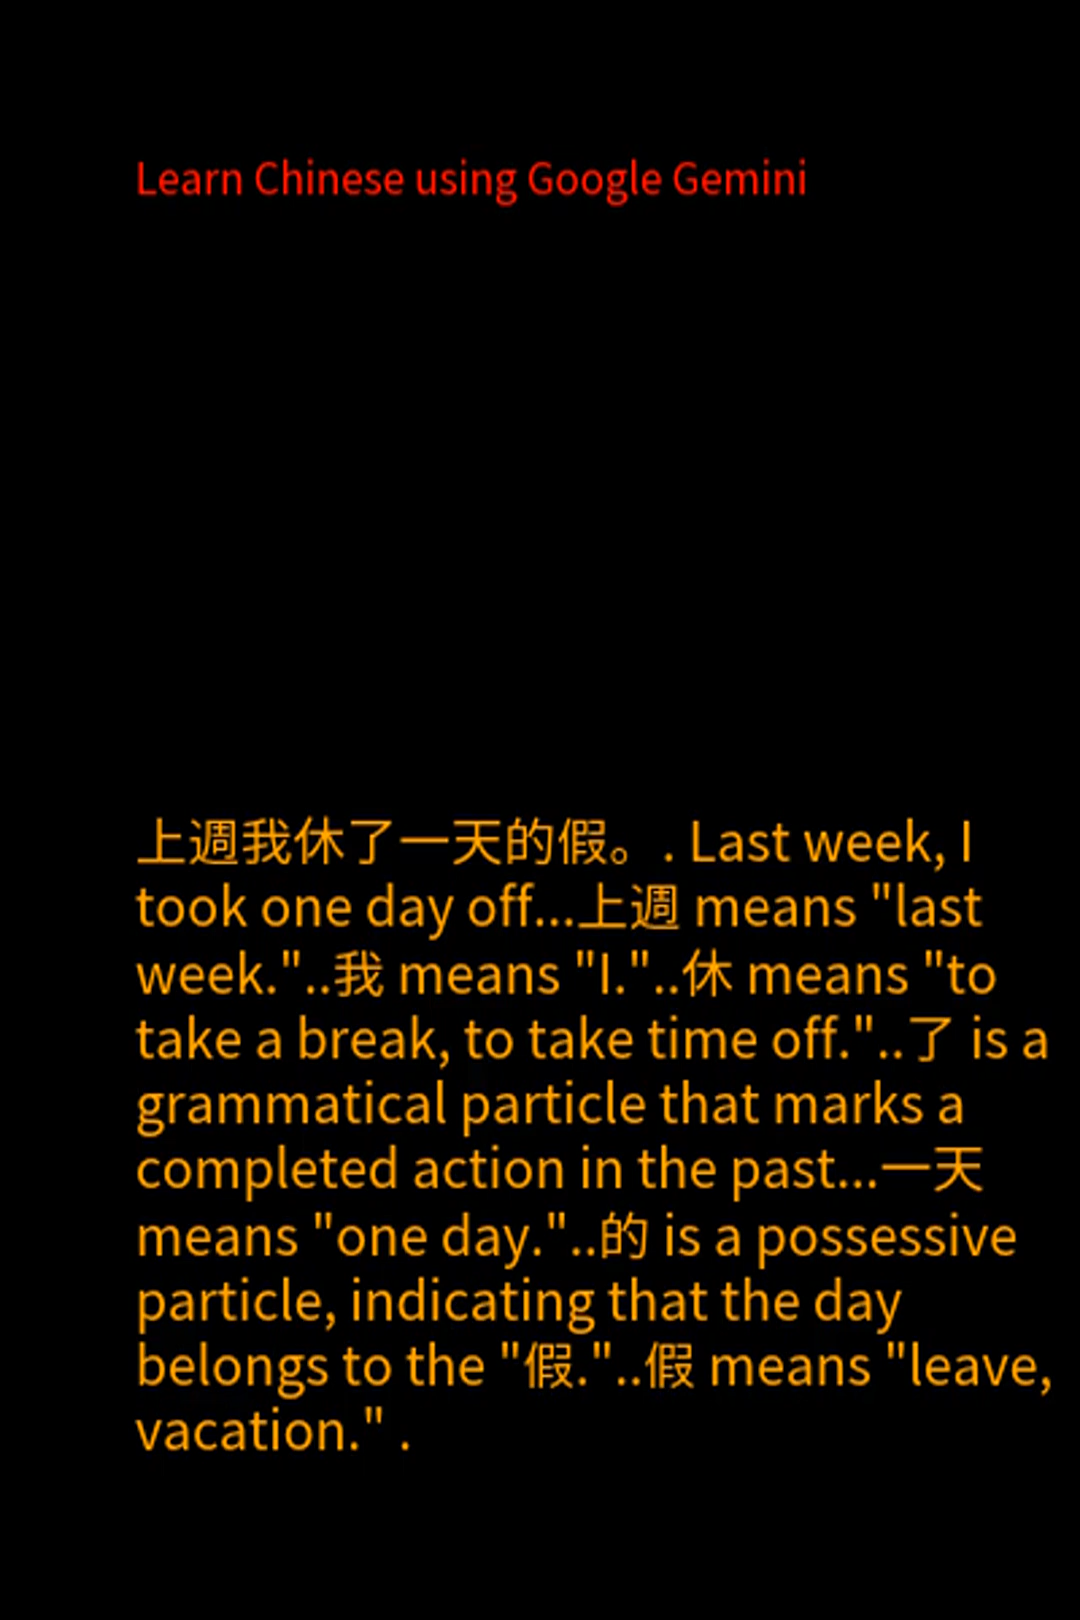 Learn Chinese using Google Gemini
上週我休了一天的假。. Last week, I
took one day off...上週 means "last
week."..我 means "I."..休 means "to
take a break, to take time off."..了 is a
grammatical particle that marks a
completed action in the past...一天
means "one day."..的 is a possessive
particle, indicating that the day
belongs to the "假."..假 means "leave,
vacation." .